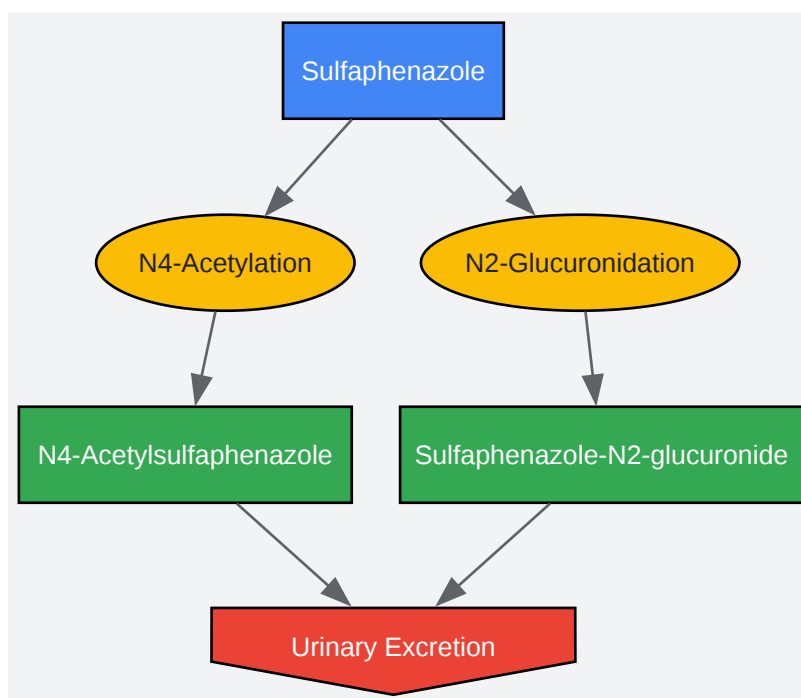 Sulfaphenazole
N4-Acetylation
N2-Glucuronidation
N4-Acetylsulfaphenazole
Sulfaphenazole-N2-glucuronide
Urinary Excretion